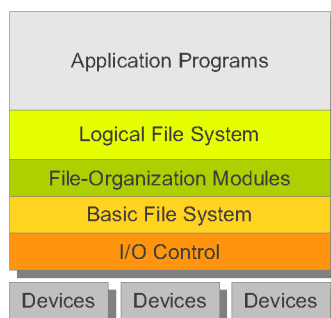 Application Programs
Logical File System
File-Organization Modules
Basic File System
I/O Control
Devices Devices Devices